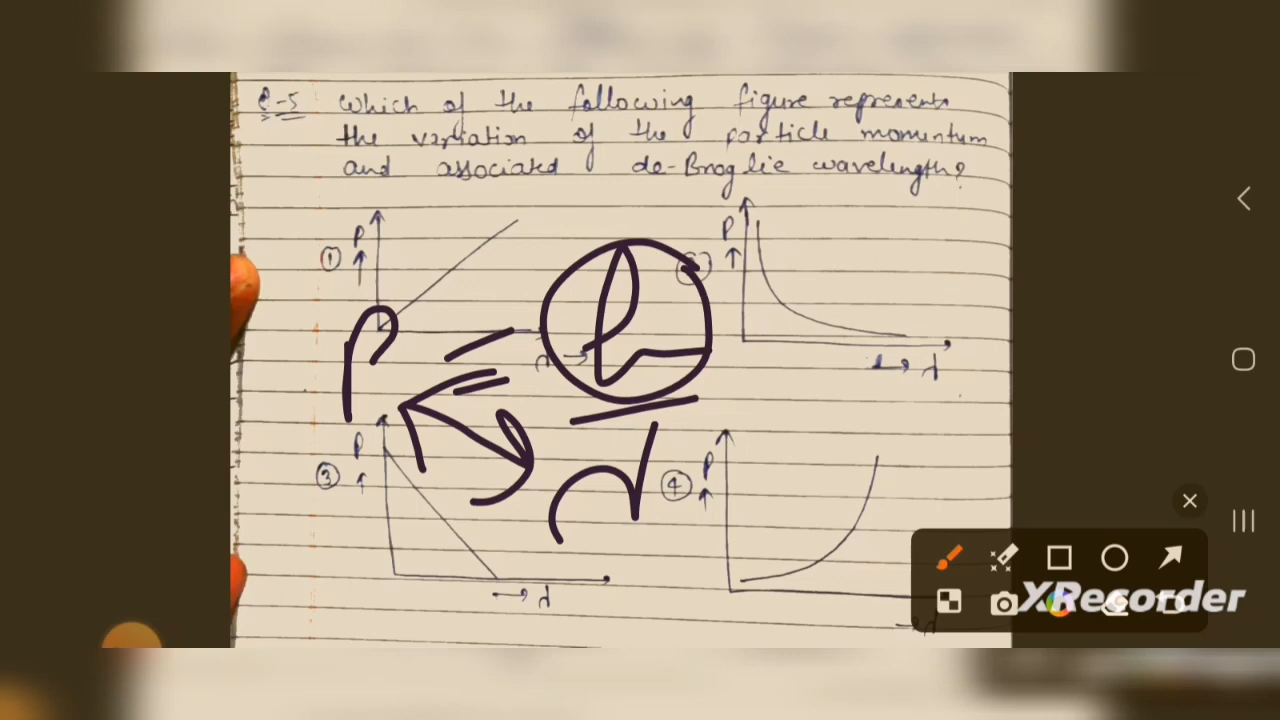 Q-5 Which of the following figure represents
the variation of the particle momentum
and associated de-Broglie wavelength?
① P ↑
P ↑
→ λ
③ P ↑
→ λ
④ P ↑
→ λ
P
λ
XRecorder